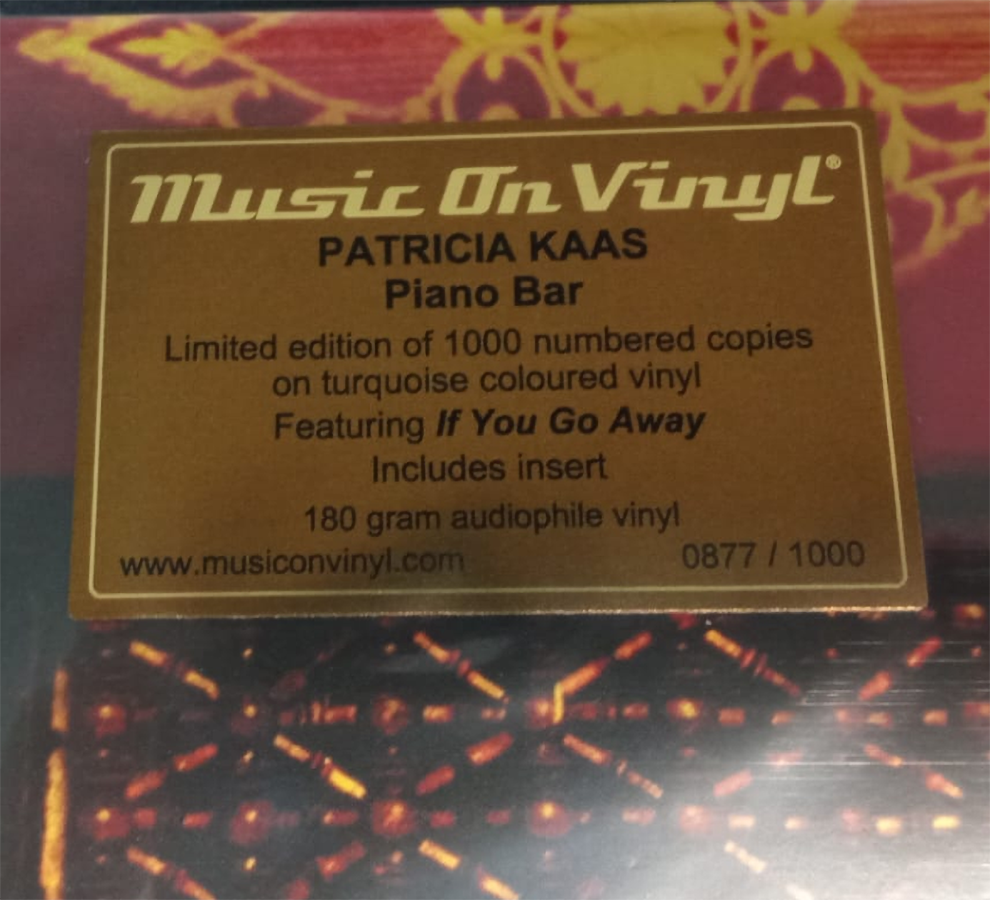 Music On Vinyl®
PATRICIA KAAS
Piano Bar
Limited edition of 1000 numbered copies
on turquoise coloured vinyl
Featuring If You Go Away
Includes insert
180 gram audiophile vinyl
www.musiconvinyl.com 0877 / 1000